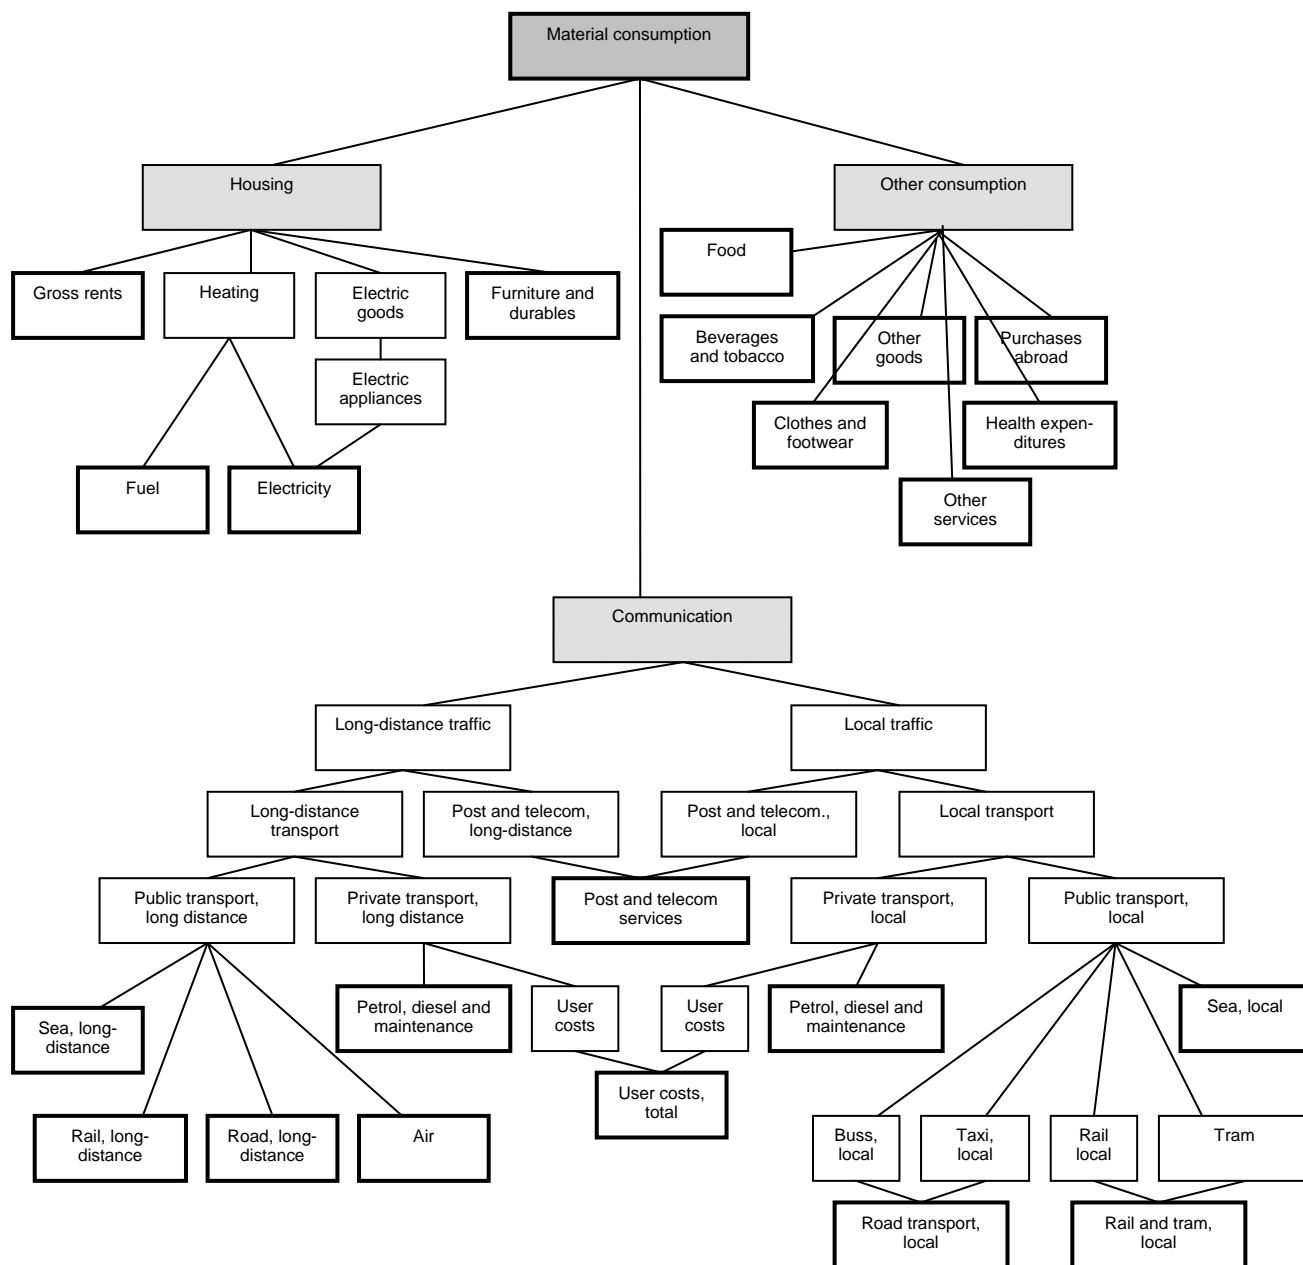 Material consumption
Housing
Other consumption
Food
Gross rents
Heating
Electric
goods
Furniture and
durables
Beverages
and tobacco
Other
goods
Purchases
abroad
Electric
appliances
Clothes and
footwear
Health expen-
ditures
Fuel
Electricity
Other
services
Communication
Long-distance traffic
Local traffic
Long-distance
transport
Post and telecom,
long-distance
Post and telecom.,
local
Local transport
Public transport,
long distance
Private transport,
long distance
Post and telecom
services
Private transport,
local
Public transport,
local
Sea, long-
distance
Petrol, diesel and
maintenance
User
costs
User
costs
Petrol, diesel and
maintenance
Sea, local
User costs,
total
Rail, long-
distance
Road, long-
distance
Air
Buss,
local
Taxi,
local
Rail
local
Tram
Road transport,
local
Rail and tram,
local